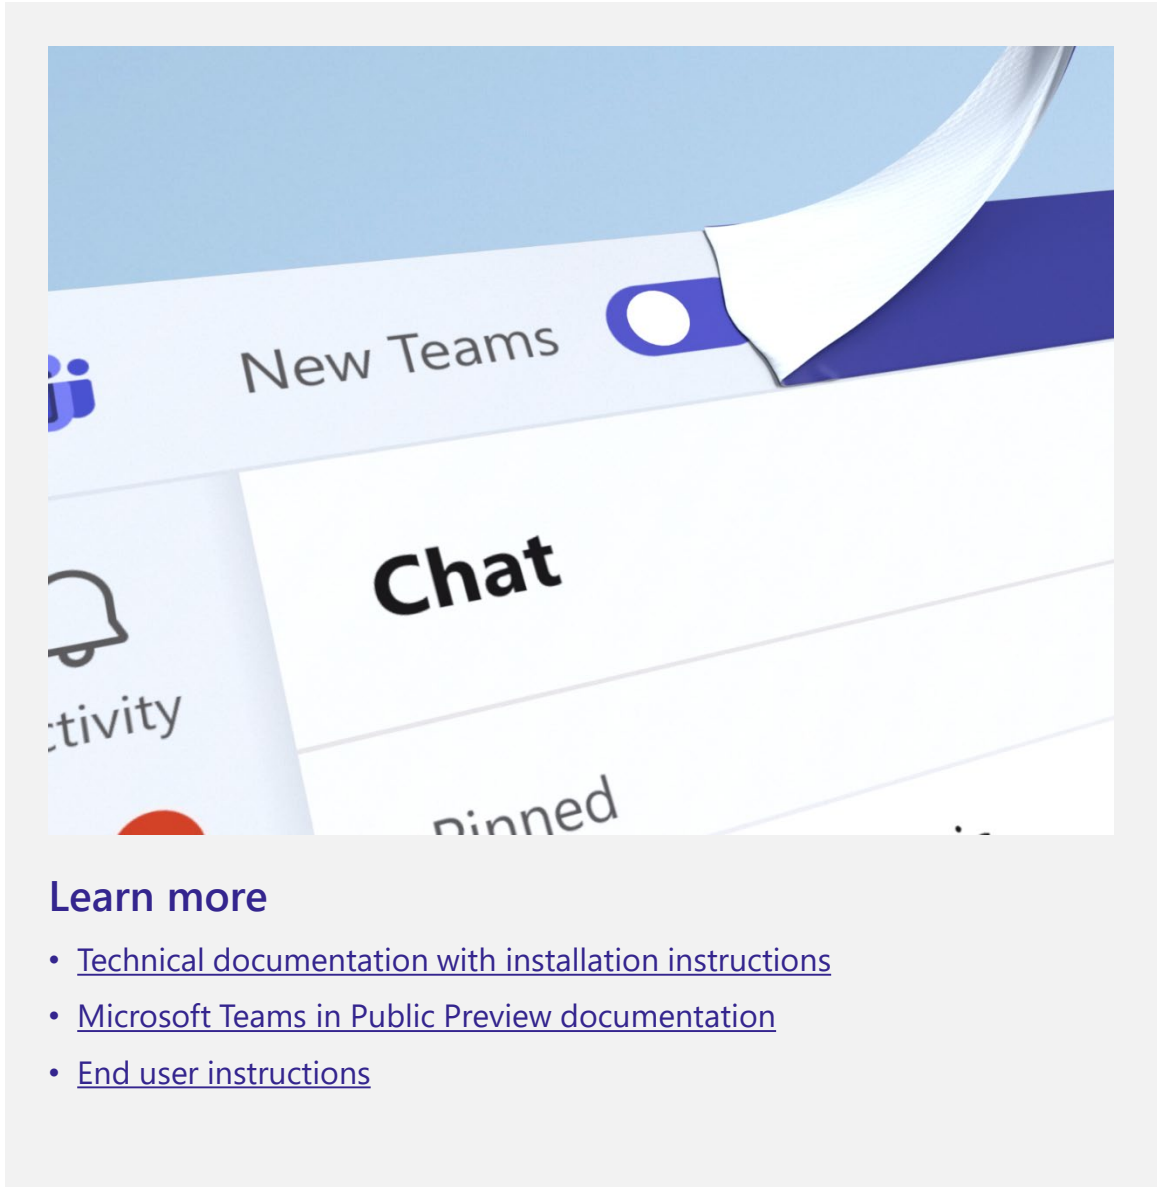 New Teams
Chat
ctivity
Pinned
Learn more
• Technical documentation with installation instructions
• Microsoft Teams in Public Preview documentation
• End user instructions